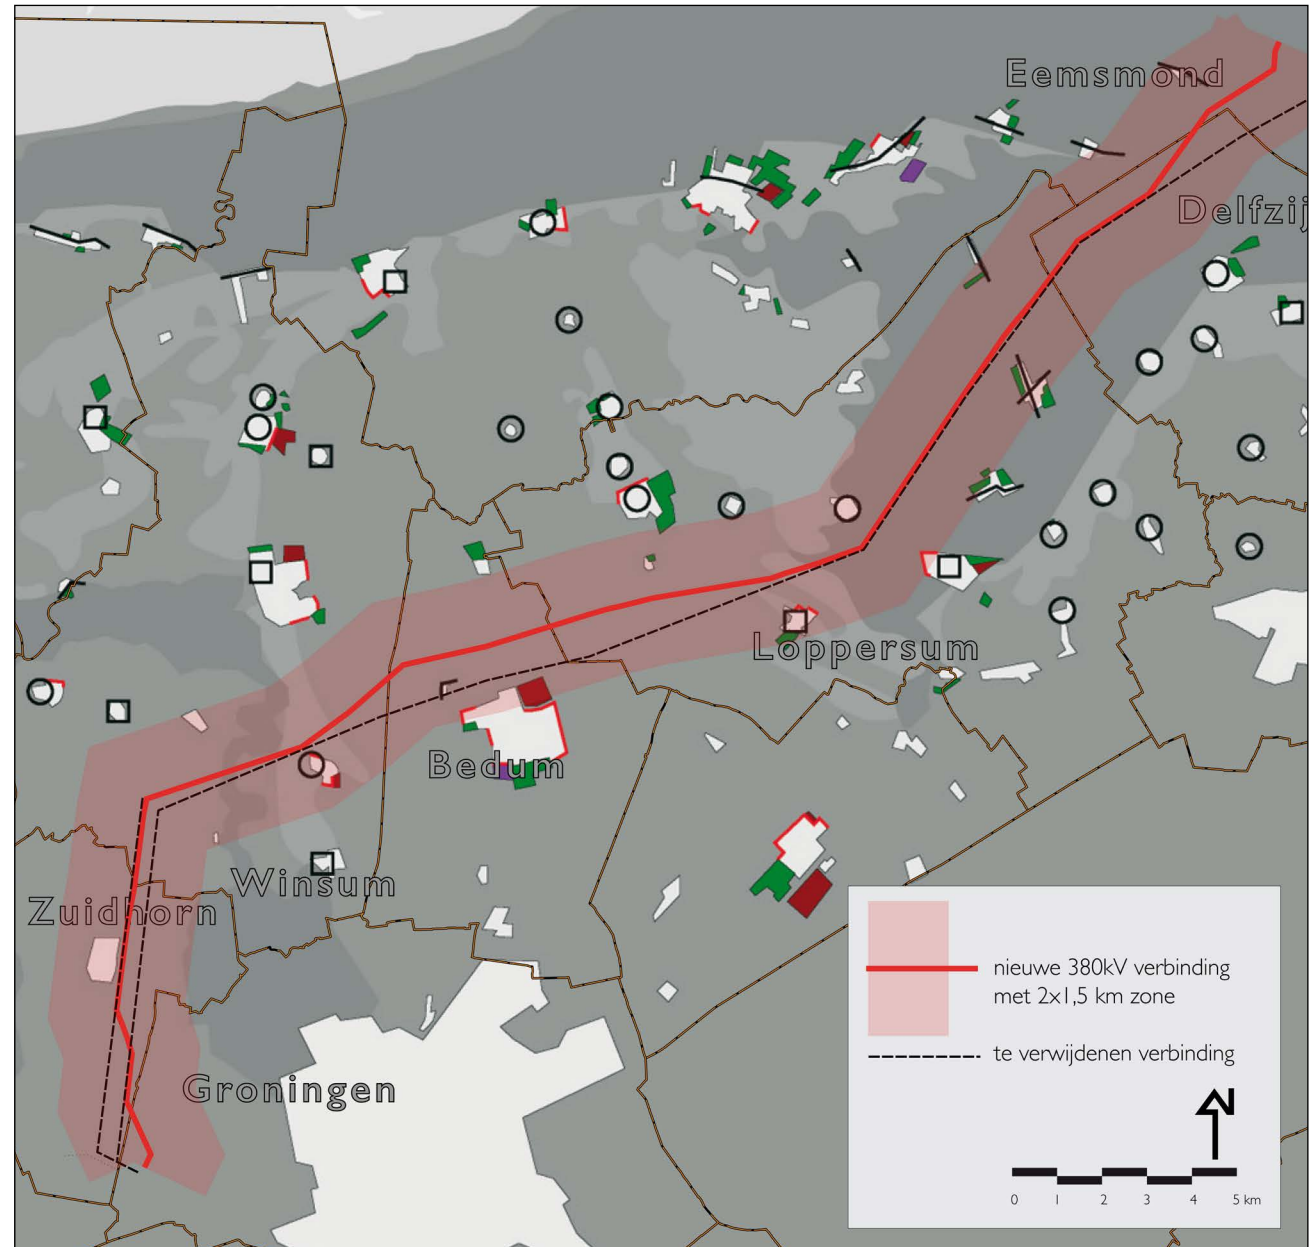 Eemsmond
Delfzij
Loppersum
Bedum
Winsum
Zuidhorn
Groningen
nieuwe 380kV verbinding
met 2x1,5 km zone
te verwijdenen verbinding
N
0 1 2 3 4 5 km